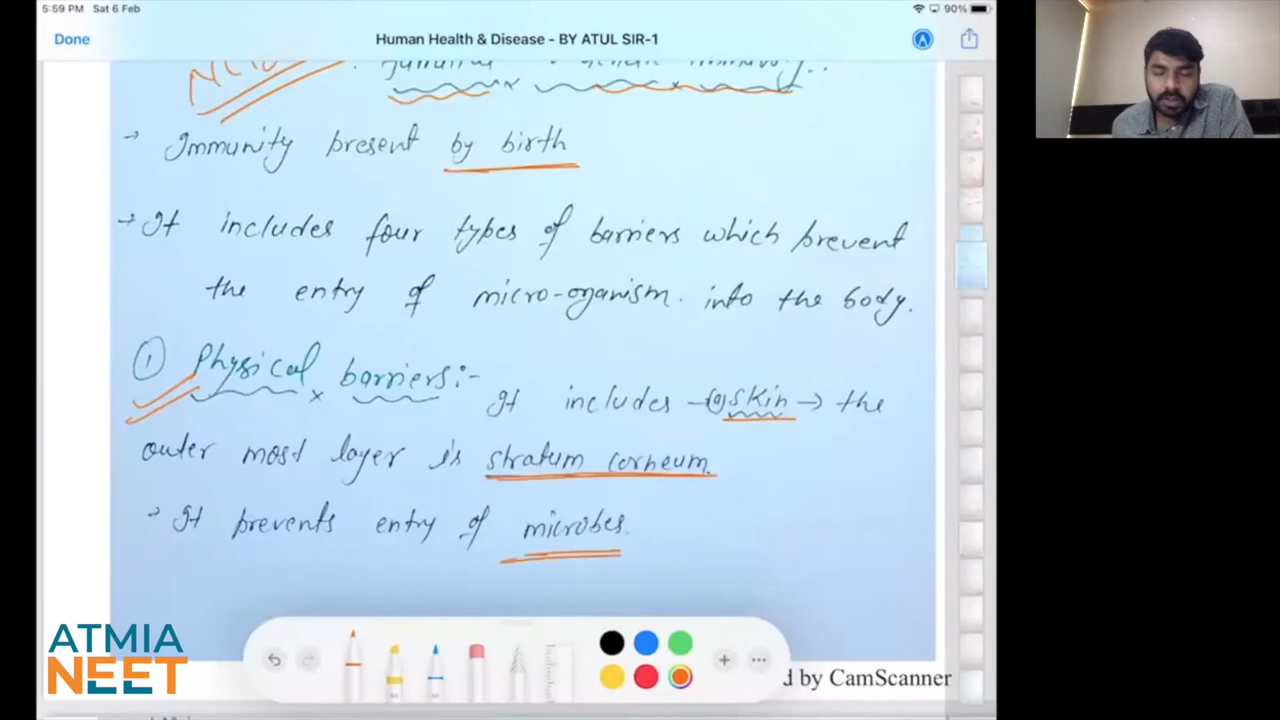 5:59 PM Sat 6 Feb
90%
Done
Human Health & Disease - BY ATUL SIR-1
→ Immunity present by birth
→ It includes four types of barriers which prevent
the entry of micro-organism. into the body.
① Physical barriers:-
It includes → (a) skin → the
outer most layer is stratum corneum.
→ It prevents entry of microbes.
ATMIA
NEET
d by CamScanner